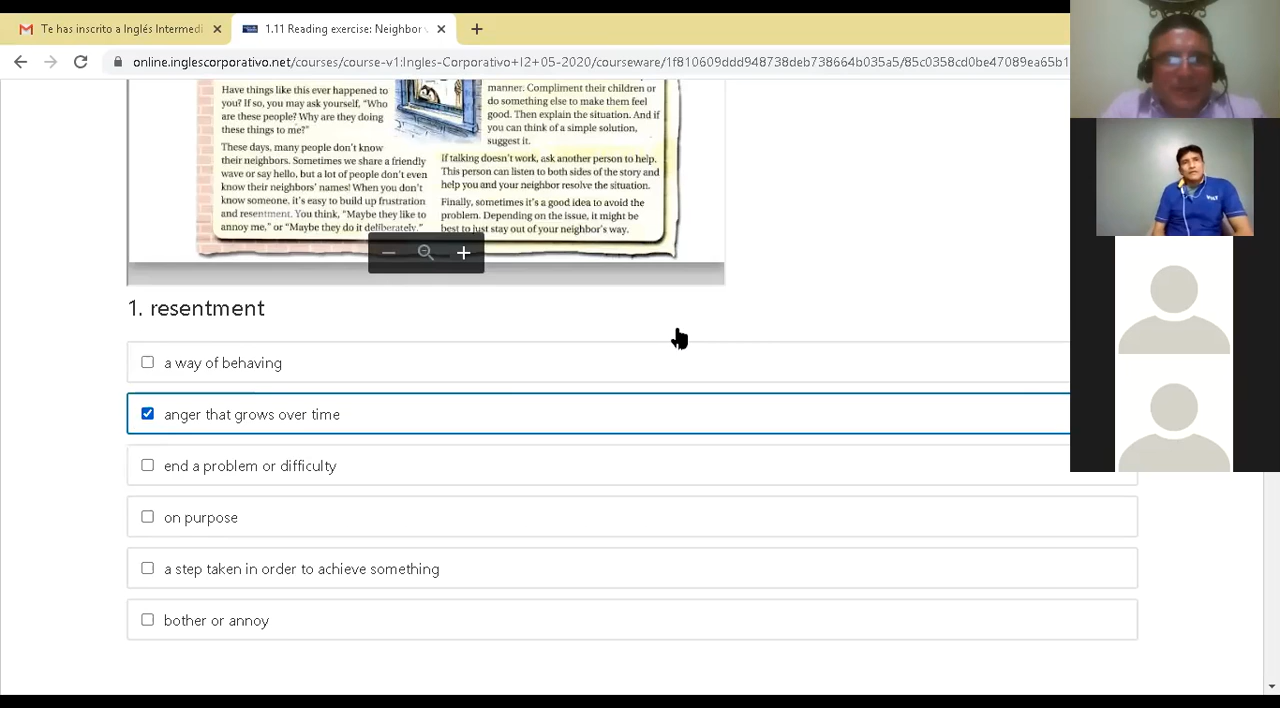 Te has inscrito a Inglés Intermedi
1.11 Reading exercise: Neighbor
online.inglescorporativo.net/courses/course-v1:Ingles-Corporativo+I2+05-2020/courseware/1f810609ddd948738deb738664b035a5/85c0358cd0be47089ea65b1
Have things like this ever happened to
you? If so, you may ask yourself, "Who
are these people? Why are they doing
these things to me?"
These days, many people don't know
their neighbors. Sometimes we share a friendly
wave or say hello, but a lot of people don't even
know their neighbors' names! When you don't
know someone, it's easy to build up frustration
and resentment. You think, "Maybe they like to
annoy me," or "Maybe they do it deliberately."
manner. Compliment their children or
do something else to make them feel
good. Then explain the situation. And if
you can think of a simple solution,
suggest it.
If talking doesn't work, ask another person to help.
This person can listen to both sides of the story and
help you and your neighbor resolve the situation.
Finally, sometimes it's a good idea to avoid the
problem. Depending on the issue, it might be
best to just stay out of your neighbor's way.
1. resentment
a way of behaving
anger that grows over time
end a problem or difficulty
on purpose
a step taken in order to achieve something
bother or annoy